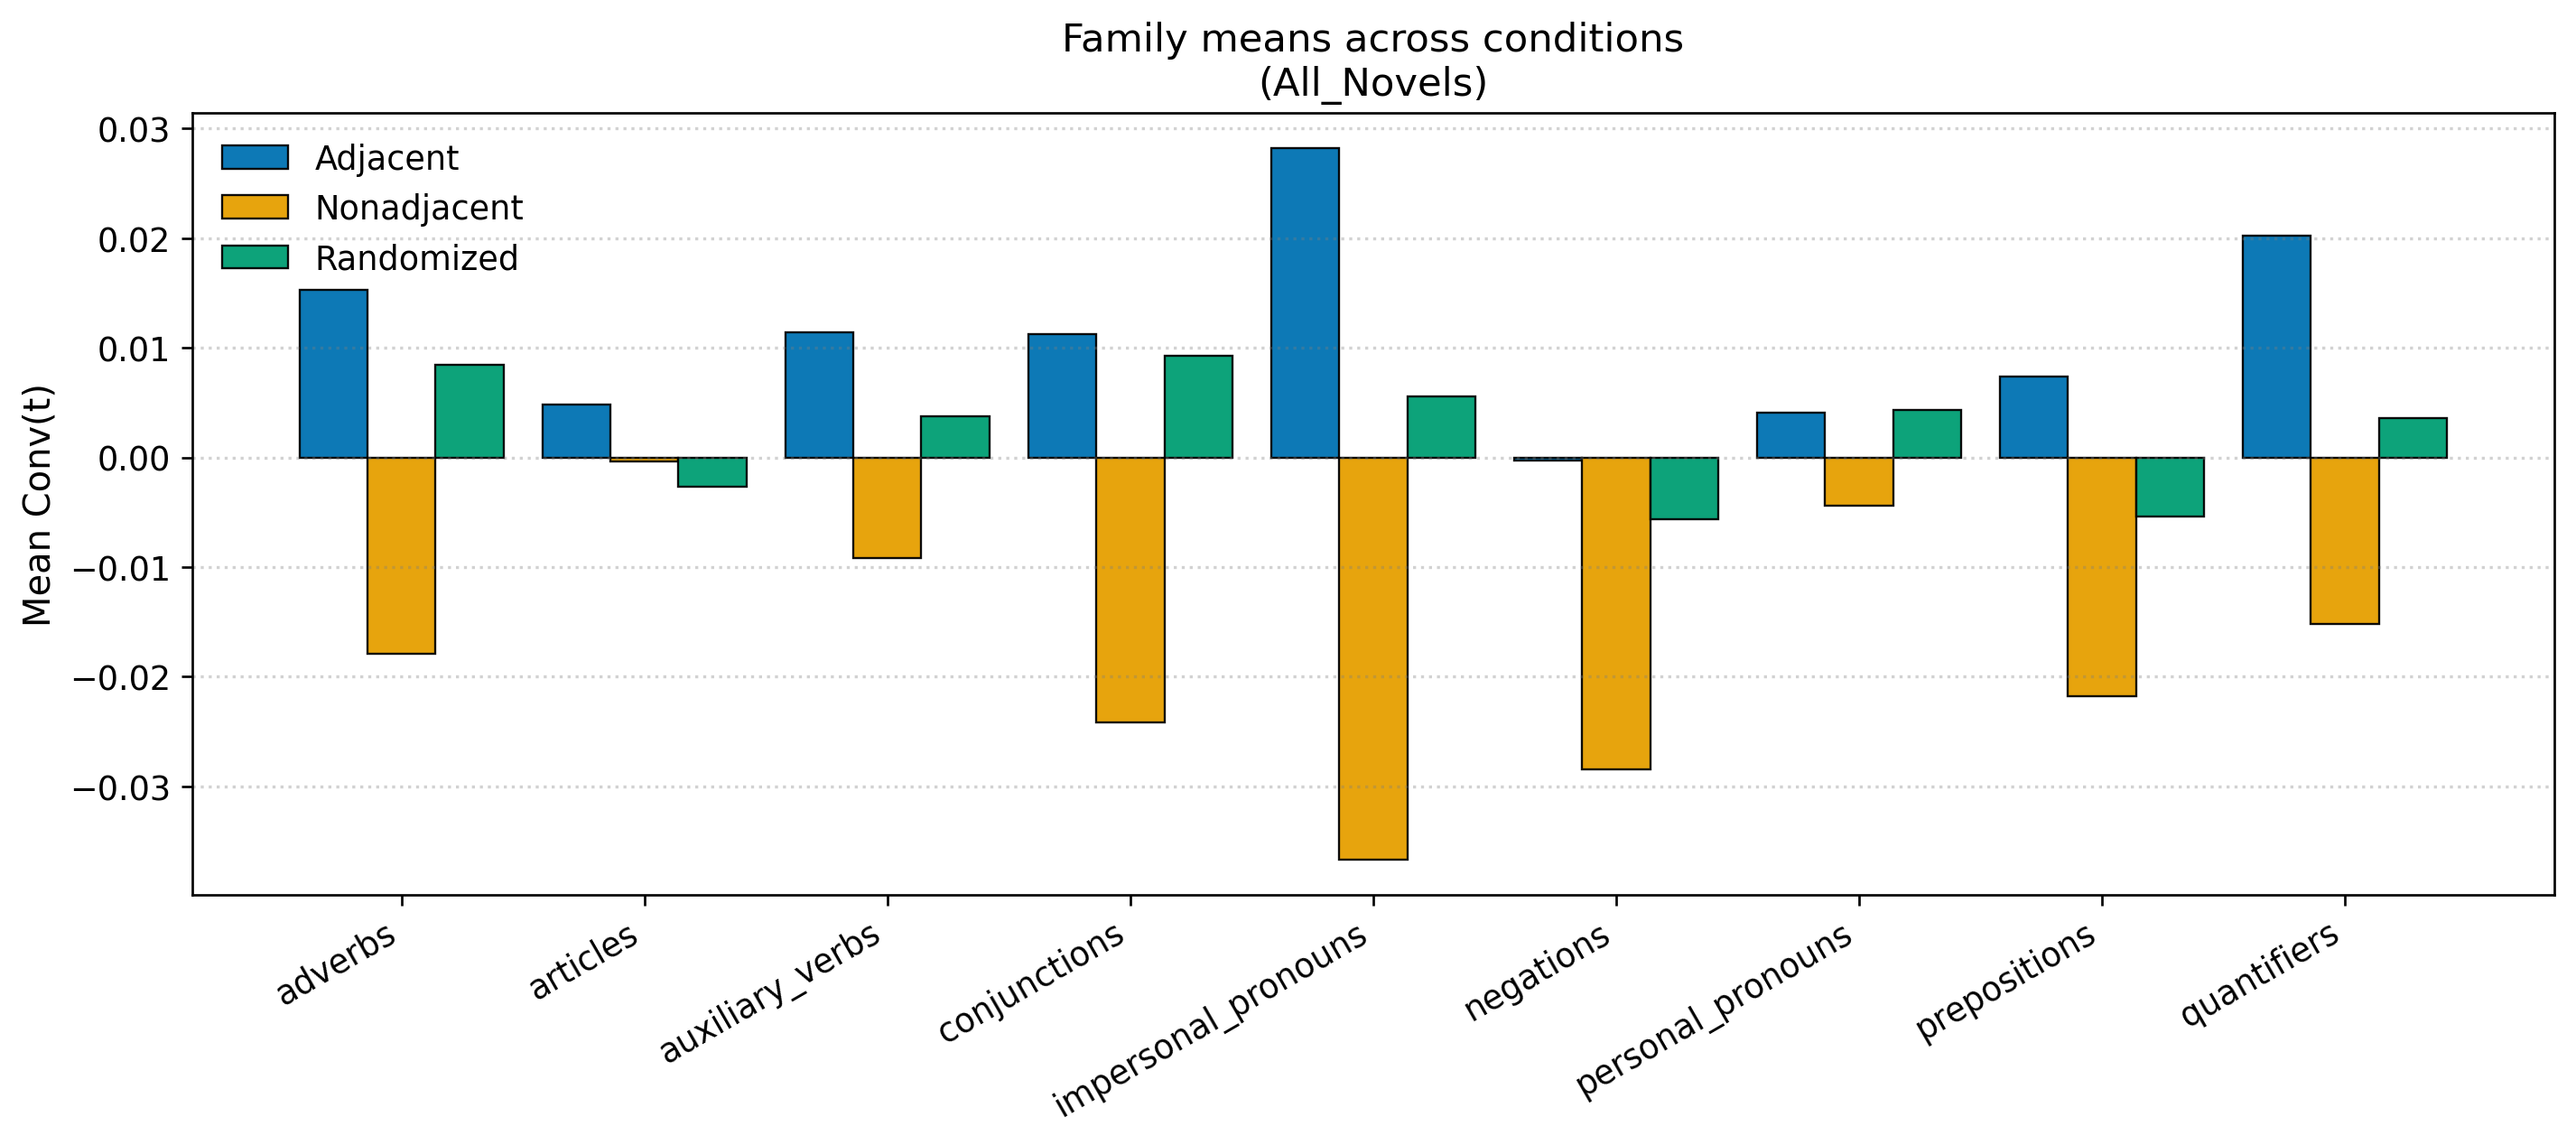 Family means across conditions
(All_Novels)
Mean Conv(t)
0.03
0.02
0.01
0.00
−0.01
−0.02
−0.03
Adjacent
Nonadjacent
Randomized
adverbs
articles
auxiliary_verbs
conjunctions
impersonal_pronouns
negations
personal_pronouns
prepositions
quantifiers